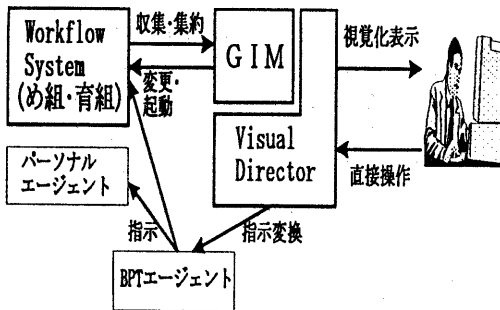 Workflow
System
(め組・育組)
収集・集約
GIM
変更・
起動
視覚化表示
Visual
Director
直接操作
パーソナル
エージェント
指示
指示変換
BPTエージェント